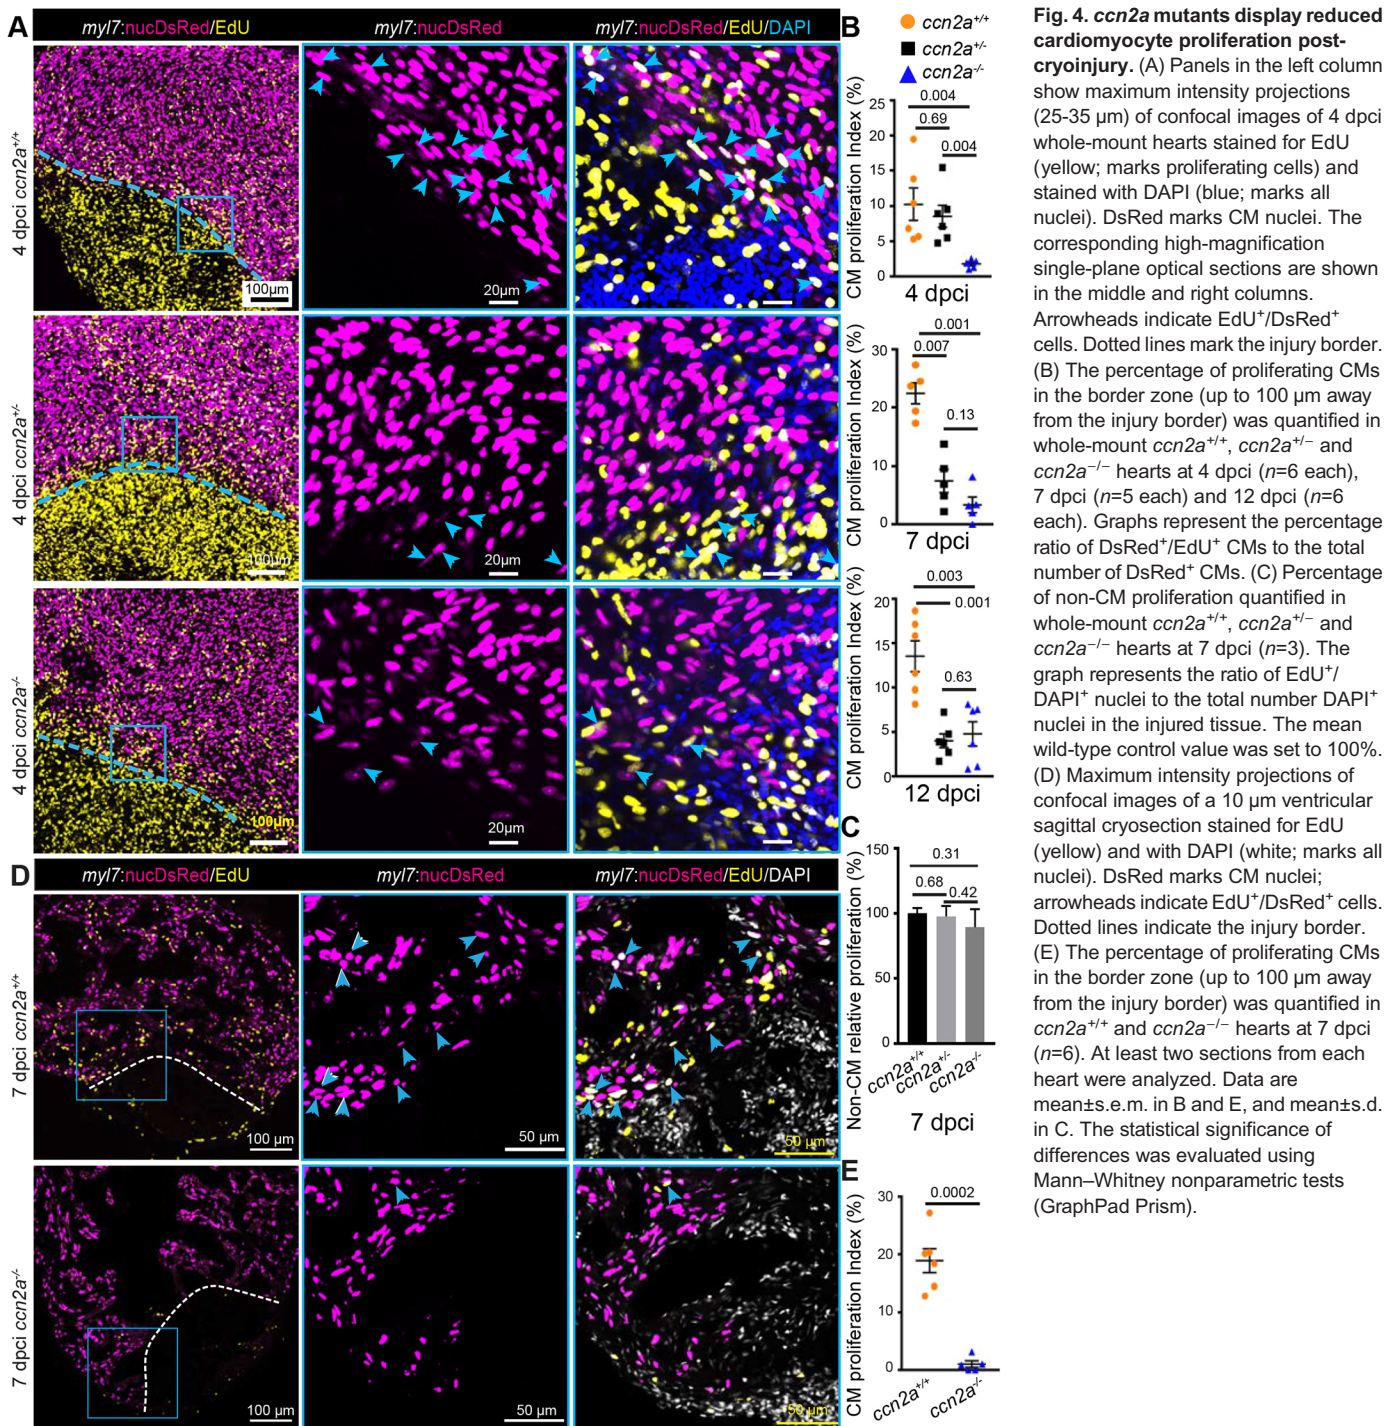 A
myl7:nucDsRed/EdU
myl7:nucDsRed
myl7:nucDsRed/EdU/DAPI
4 dpci ccn2a+/+
100µm
20µm
4 dpci ccn2a+/-
100µm
20µm
4 dpci ccn2a-/-
100µm
20µm
B
ccn2a+/+
ccn2a+/-
ccn2a-/-
CM proliferation Index (%)
25
20
15
10
5
0
0.004
0.69
0.004
4 dpci
CM proliferation Index (%)
30
20
10
0
0.001
0.007
0.13
7 dpci
CM proliferation Index (%)
20
15
10
5
0
0.003
0.001
0.63
12 dpci
C
Non-CM relative proliferation (%)
150
100
50
0
0.31
0.68
0.42
ccn2a+/+
ccn2a+/-
ccn2a-/-
7 dpci
D
myl7:nucDsRed/EdU
myl7:nucDsRed
myl7:nucDsRed/EdU/DAPI
7 dpci ccn2a+/+
100 µm
50 µm
50 µm
7 dpci ccn2a-/-
100 µm
50 µm
50 µm
E
CM proliferation Index (%)
30
20
10
0
0.0002
ccn2a+/+
ccn2a-/-
Fig. 4. ccn2a mutants display reduced
cardiomyocyte proliferation post-
cryoinjury. (A) Panels in the left column
show maximum intensity projections
(25-35 µm) of confocal images of 4 dpci
whole-mount hearts stained for EdU
(yellow; marks proliferating cells) and
stained with DAPI (blue; marks all
nuclei). DsRed marks CM nuclei. The
corresponding high-magnification
single-plane optical sections are shown
in the middle and right columns.
Arrowheads indicate EdU+/DsRed+
cells. Dotted lines mark the injury border.
(B) The percentage of proliferating CMs
in the border zone (up to 100 µm away
from the injury border) was quantified in
whole-mount ccn2a+/+, ccn2a+/− and
ccn2a−/− hearts at 4 dpci (n=6 each),
7 dpci (n=5 each) and 12 dpci (n=6
each). Graphs represent the percentage
ratio of DsRed+/EdU+ CMs to the total
number of DsRed+ CMs. (C) Percentage
of non-CM proliferation quantified in
whole-mount ccn2a+/+, ccn2a+/− and
ccn2a−/− hearts at 7 dpci (n=3). The
graph represents the ratio of EdU+/
DAPI+ nuclei to the total number DAPI+
nuclei in the injured tissue. The mean
wild-type control value was set to 100%.
(D) Maximum intensity projections of
confocal images of a 10 µm ventricular
sagittal cryosection stained for EdU
(yellow) and with DAPI (white; marks all
nuclei). DsRed marks CM nuclei;
arrowheads indicate EdU+/DsRed+ cells.
Dotted lines indicate the injury border.
(E) The percentage of proliferating CMs
in the border zone (up to 100 µm away
from the injury border) was quantified in
ccn2a+/+ and ccn2a−/− hearts at 7 dpci
(n=6). At least two sections from each
heart were analyzed. Data are
mean±s.e.m. in B and E, and mean±s.d.
in C. The statistical significance of
differences was evaluated using
Mann–Whitney nonparametric tests
(GraphPad Prism).